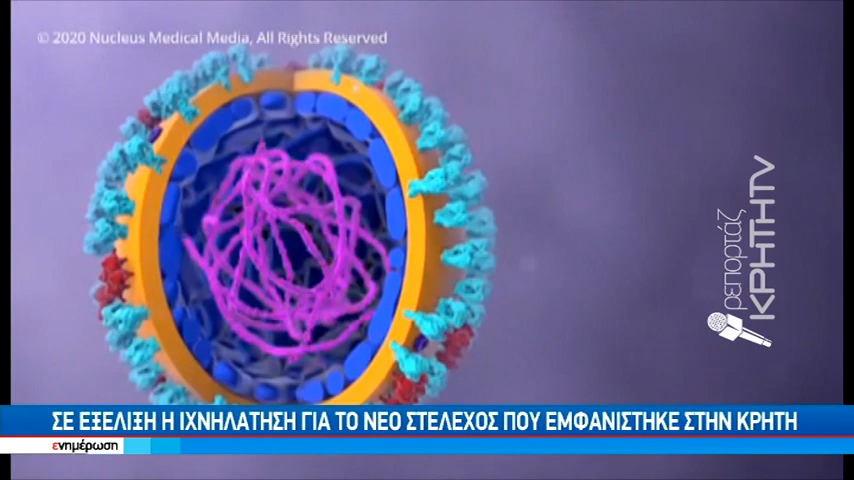 © 2020 Nucleus Medical Media, All Rights Reserved
ρεπορτάζ
ΚΡΗΤΗTV
ΣΕ ΕΞΕΛΙΞΗ Η ΙΧΝΗΛΑΤΗΣΗ ΓΙΑ ΤΟ ΝΕΟ ΣΤΕΛΕΧΟΣ ΠΟΥ ΕΜΦΑΝΙΣΤΗΚΕ ΣΤΗΝ ΚΡΗΤΗ
ενημέρωση